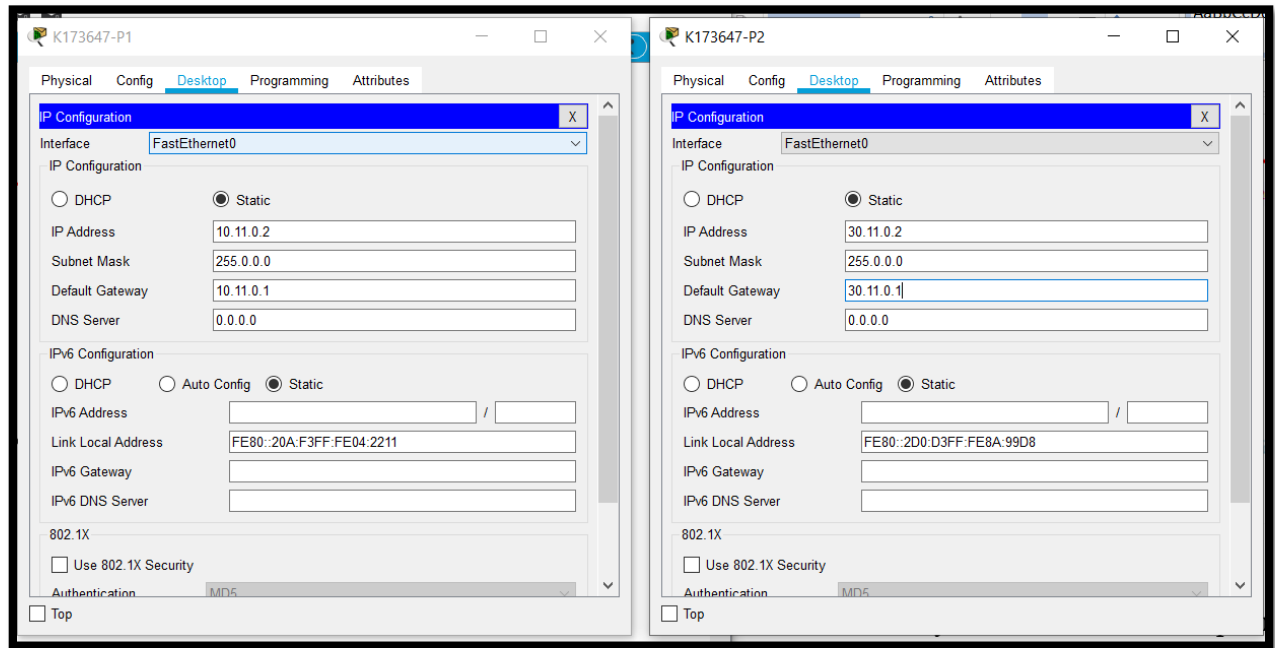 AaBbCcDc
K173647-P1
Physical Config Desktop Programming Attributes
IP Configuration X
Interface FastEthernet0
IP Configuration
DHCP Static
IP Address 10.11.0.2
Subnet Mask 255.0.0.0
Default Gateway 10.11.0.1
DNS Server 0.0.0.0
IPv6 Configuration
DHCP Auto Config Static
IPv6 Address /
Link Local Address FE80::20A:F3FF:FE04:2211
IPv6 Gateway
IPv6 DNS Server
802.1X
Use 802.1X Security
Authentication MD5
Top
K173647-P2
Physical Config Desktop Programming Attributes
IP Configuration X
Interface FastEthernet0
IP Configuration
DHCP Static
IP Address 30.11.0.2
Subnet Mask 255.0.0.0
Default Gateway 30.11.0.1
DNS Server 0.0.0.0
IPv6 Configuration
DHCP Auto Config Static
IPv6 Address /
Link Local Address FE80::2D0:D3FF:FE8A:99D8
IPv6 Gateway
IPv6 DNS Server
802.1X
Use 802.1X Security
Authentication MD5
Top